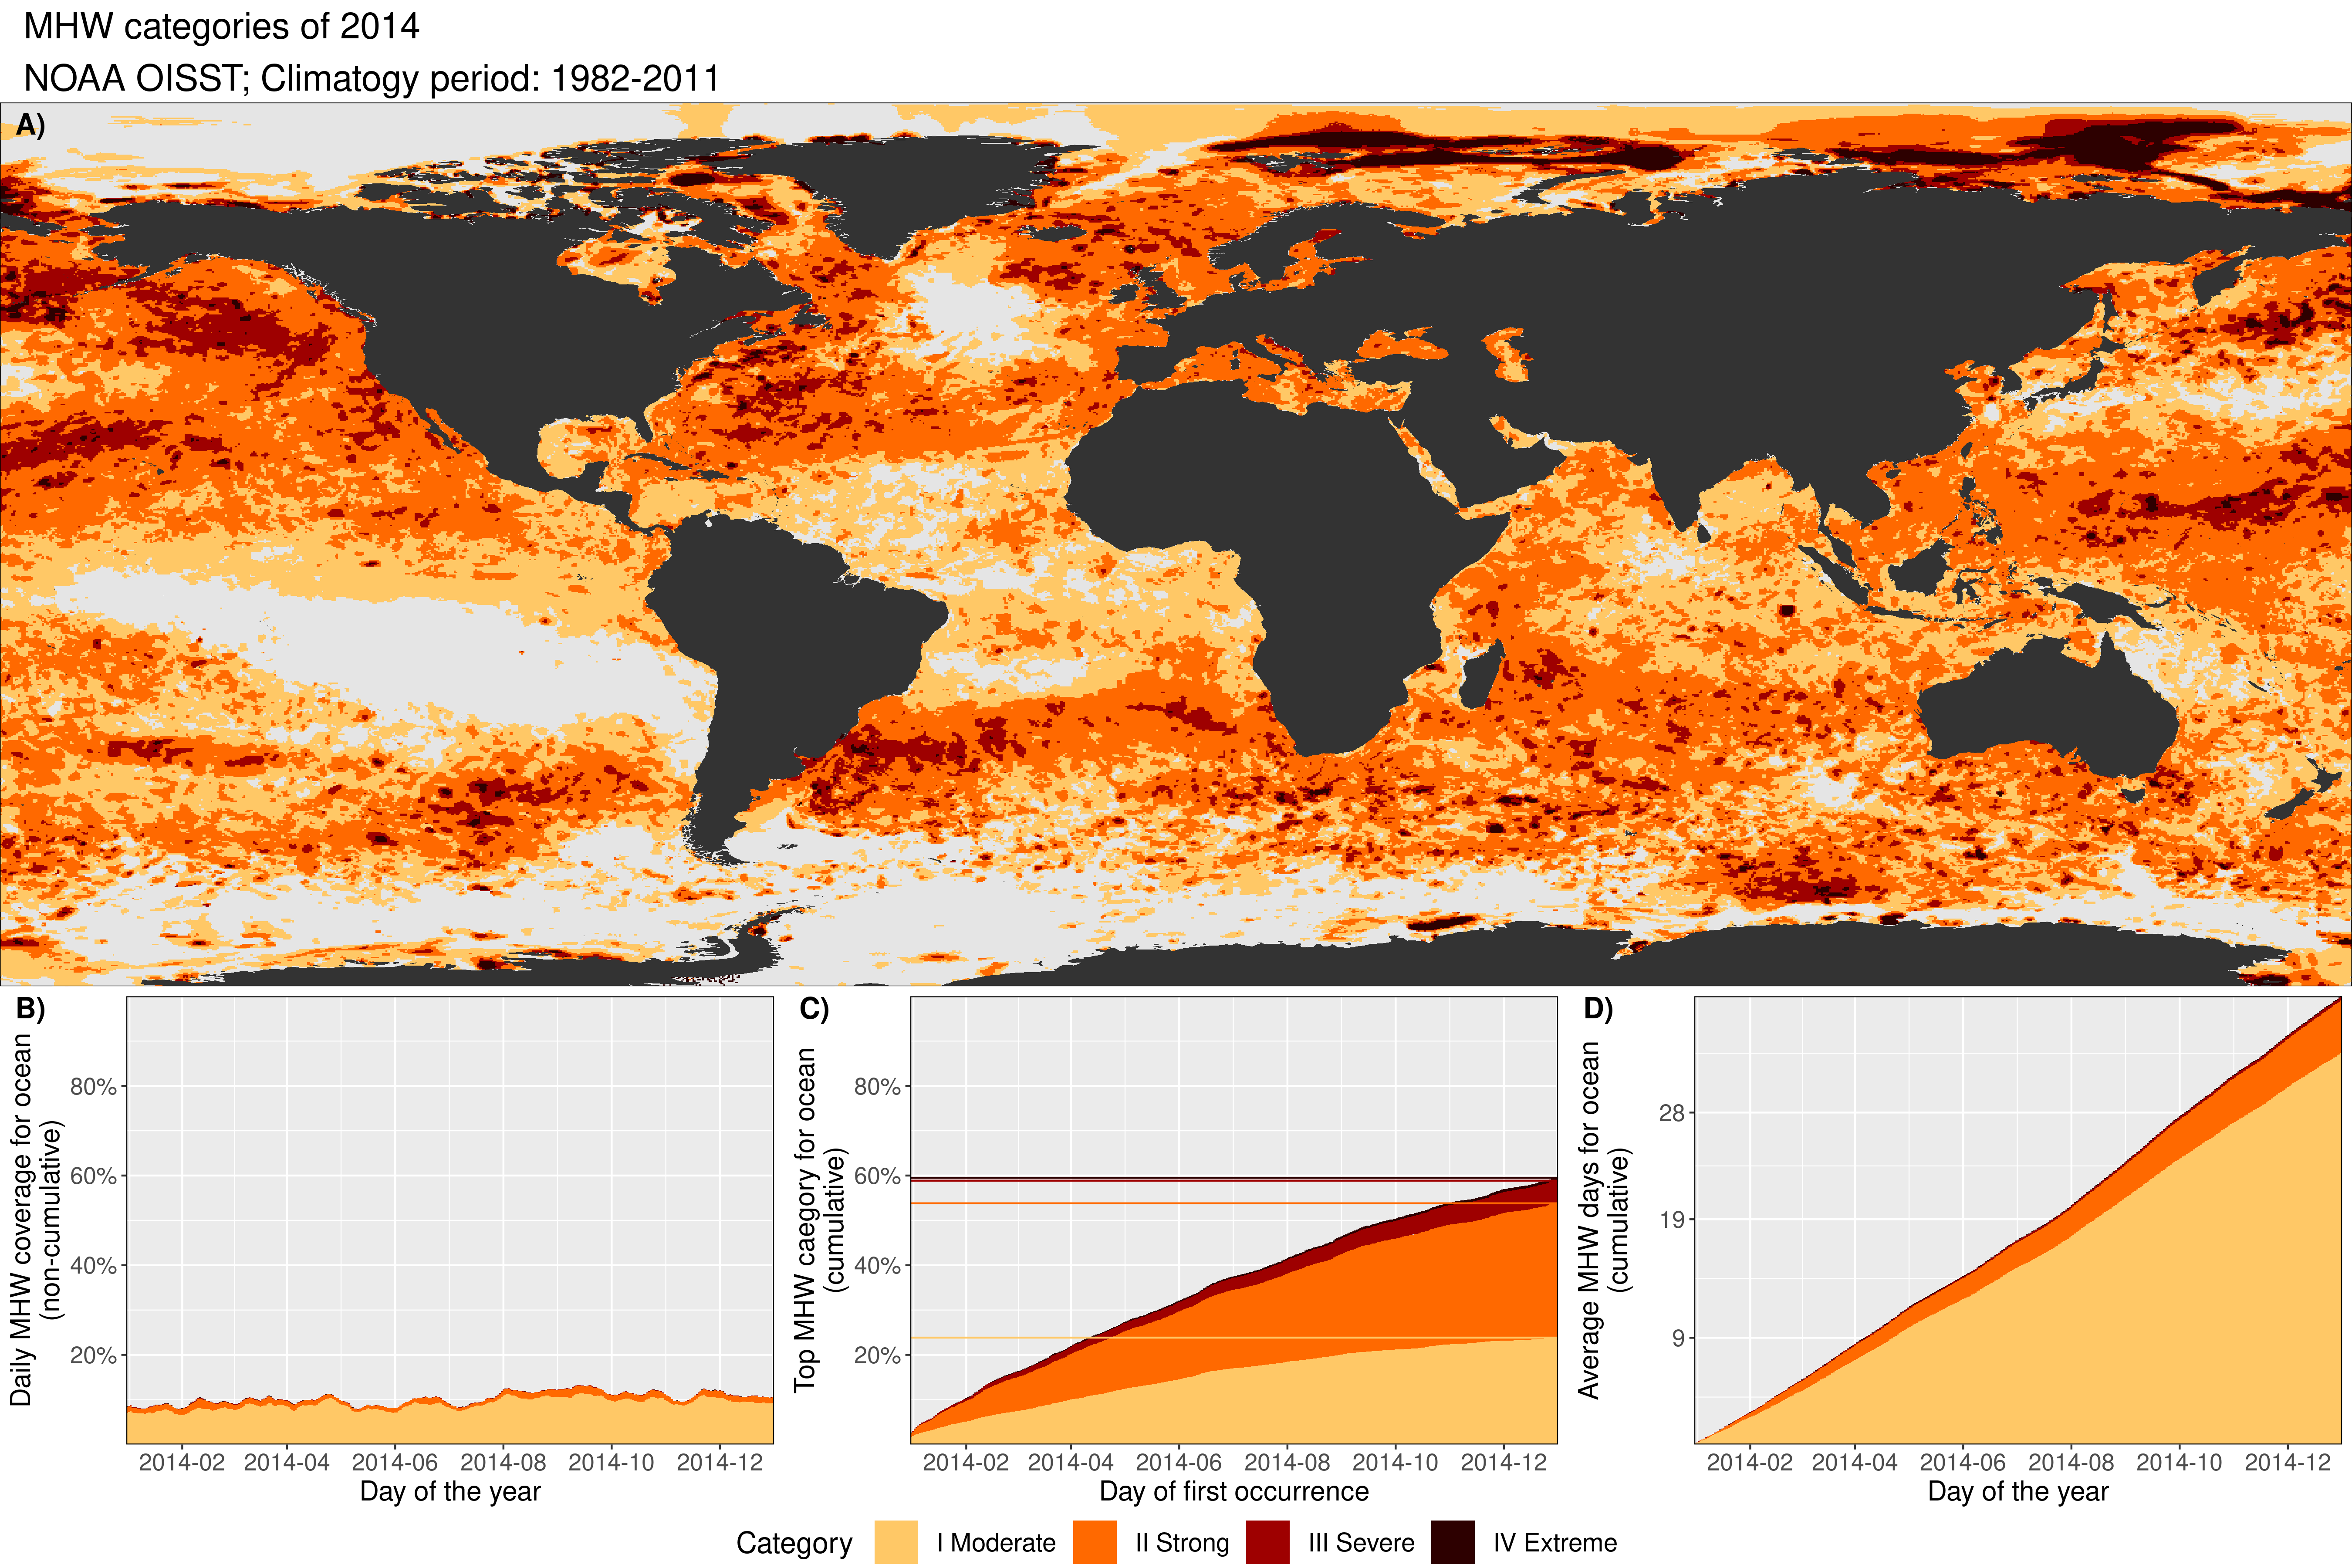 MHW categories of 2014
NOAA OISST; Climatogy period: 1982-2011
A)
B)
Daily MHW coverage for ocean
(non-cumulative)
80%
60%
40%
20%
2014-02 2014-04 2014-06 2014-08 2014-10 2014-12
Day of the year
C)
Top MHW category for ocean
(cumulative)
80%
60%
40%
20%
2014-02 2014-04 2014-06 2014-08 2014-10 2014-12
Day of first occurrence
D)
Average MHW days for ocean
(cumulative)
28
19
9
2014-02 2014-04 2014-06 2014-08 2014-10 2014-12
Day of the year
Category I Moderate II Strong III Severe IV Extreme